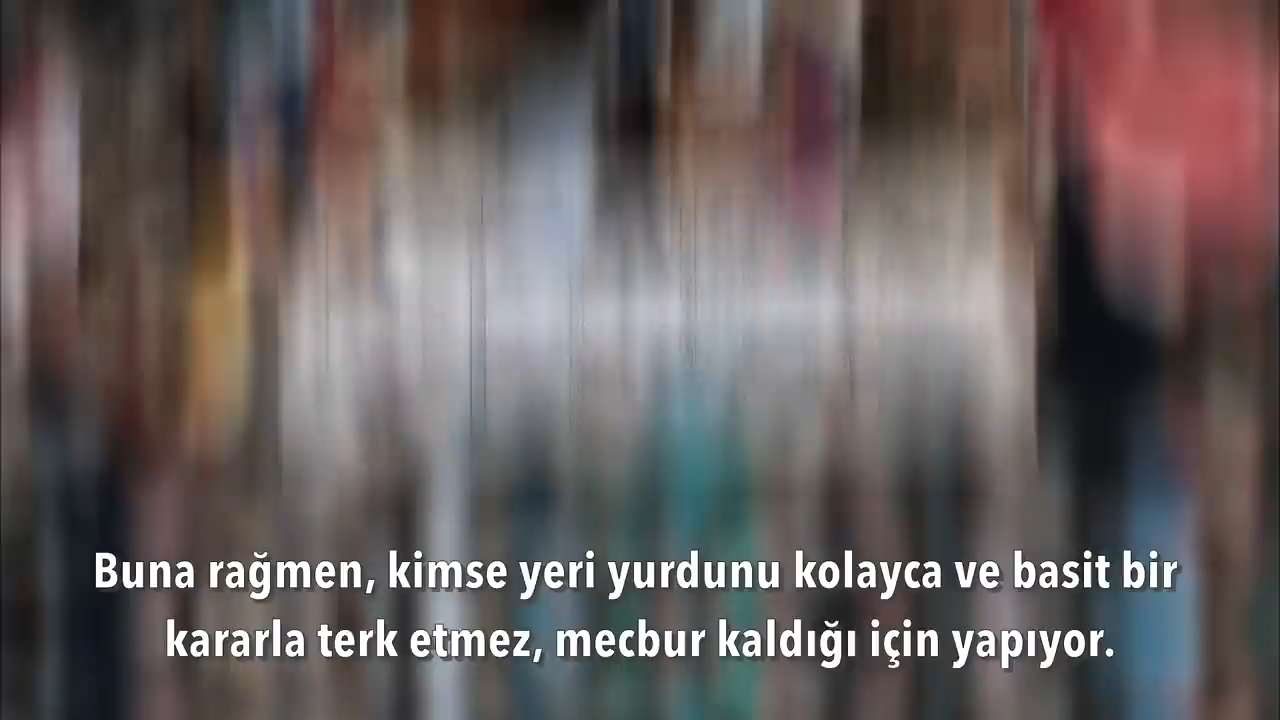 Buna rağmen, kimse yeri yurdunu kolayca ve basit bir
kararla terk etmez, mecbur kaldığı için yapıyor.